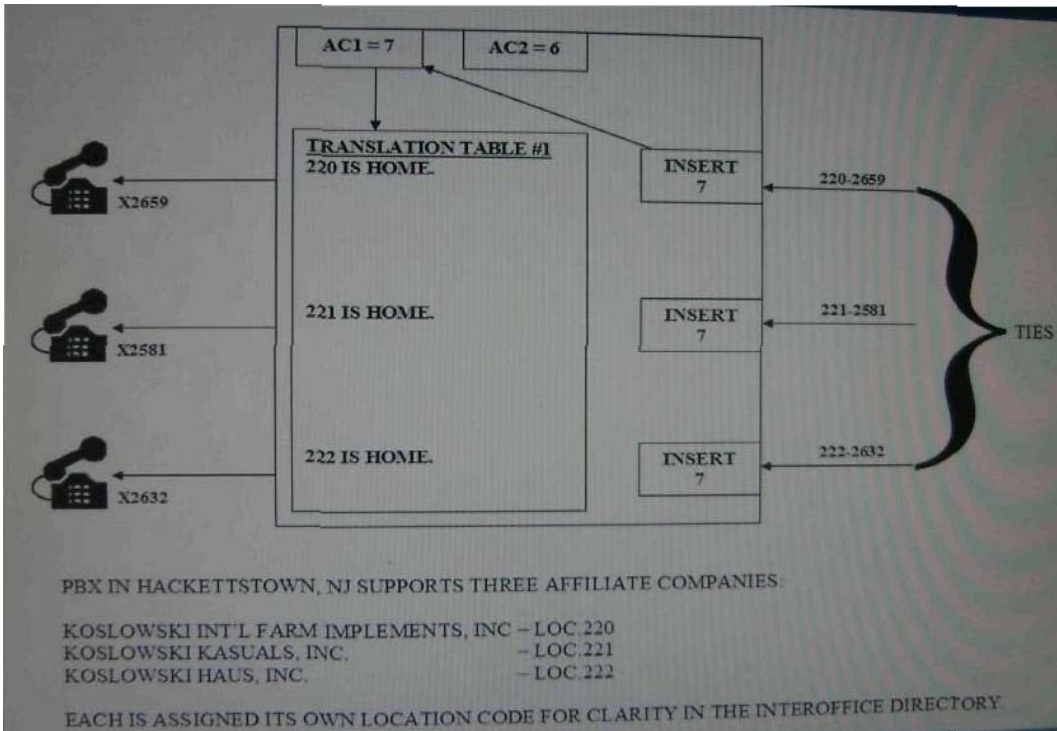 AC1 = 7
AC2 = 6
TRANSLATION TABLE #1
220 IS HOME.
INSERT
7
220-2659
X2659
221 IS HOME.
INSERT
7
221-2581
TIES
X2581
222 IS HOME.
INSERT
7
222-2632
X2632
PBX IN HACKETTSTOWN, NJ SUPPORTS THREE AFFILIATE COMPANIES:
KOSLOWSKI INT'L FARM IMPLEMENTS, INC – LOC.220
KOSLOWSKI KASUALS, INC. – LOC.221
KOSLOWSKI HAUS, INC. – LOC.222
EACH IS ASSIGNED ITS OWN LOCATION CODE FOR CLARITY IN THE INTEROFFICE DIRECTORY.